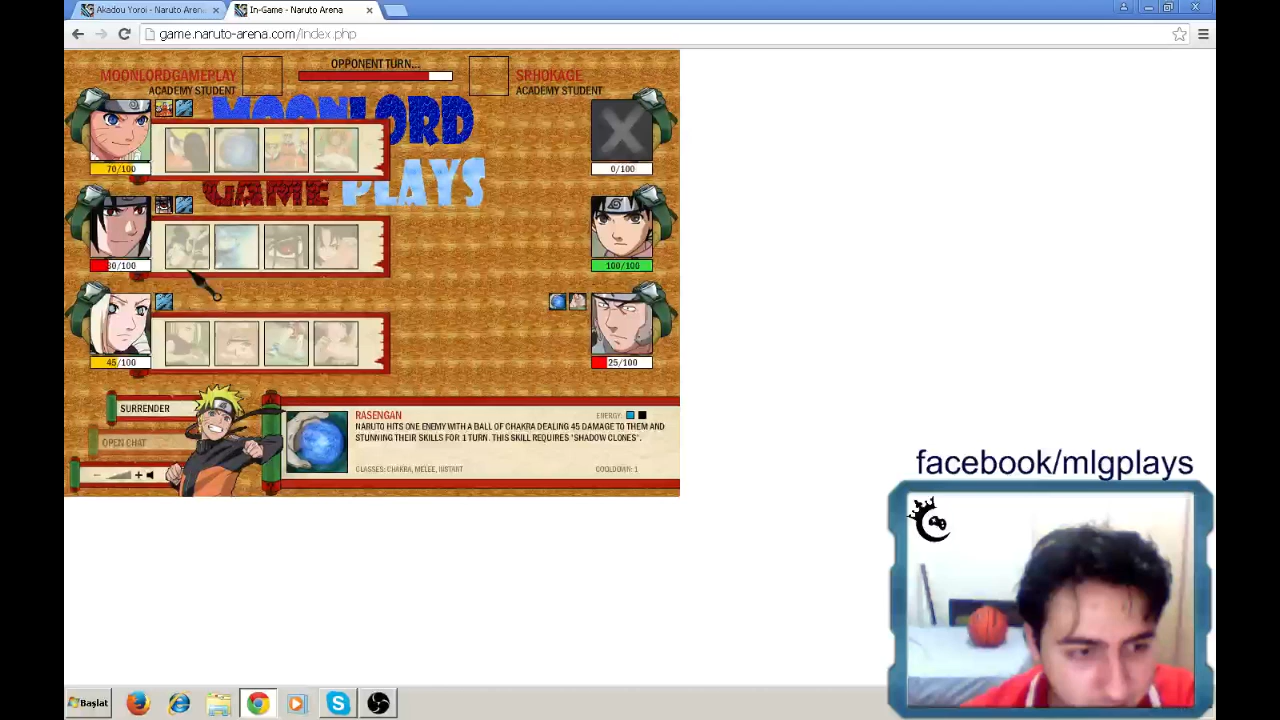 Akadou Yoroi - Naruto Aren
In-Game - Naruto Arena
game.naruto-arena.com/index.php
OPPONENT TURN...
MOONLORDGAMEPLAY
SRHOKAGE
ACADEMY STUDENT
ACADEMY STUDENT
MOONLORD
GAME PLAYS
70/100
0/100
30/100
100/100
45/100
25/100
SURRENDER
OPEN CHAT
RASENGAN
ENERGY:
NARUTO HITS ONE ENEMY WITH A BALL OF CHAKRA DEALING 45 DAMAGE TO THEM AND
STUNNING THEIR SKILLS FOR 1 TURN. THIS SKILL REQUIRES "SHADOW CLONES".
CLASSES: CHAKRA, MELEE, INSTANT
COOLDOWN: 1
facebook/mlgplays
Başlat